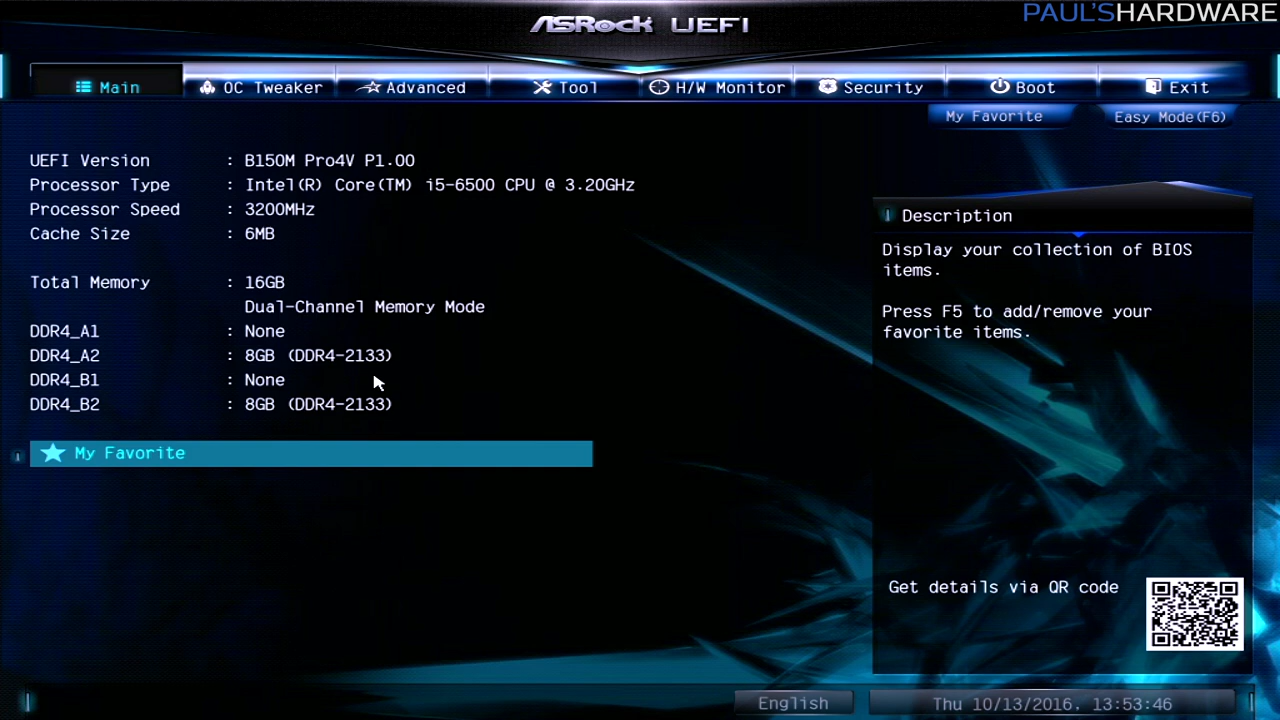 PAUL'SHARDWARE
ASRock UEFI
Main OC Tweaker Advanced Tool H/W Monitor Security Boot Exit
My Favorite Easy Mode(F6)
UEFI Version : B150M Pro4V P1.00
Processor Type : Intel(R) Core(TM) i5-6500 CPU @ 3.20GHz
Processor Speed : 3200MHz
Cache Size : 6MB
Total Memory : 16GB
Dual-Channel Memory Mode
DDR4_A1 : None
DDR4_A2 : 8GB (DDR4-2133)
DDR4_B1 : None
DDR4_B2 : 8GB (DDR4-2133)
My Favorite
Description
Display your collection of BIOS
items.
Press F5 to add/remove your
favorite items.
Get details via QR code
English
Thu 10/13/2016. 13:53:46